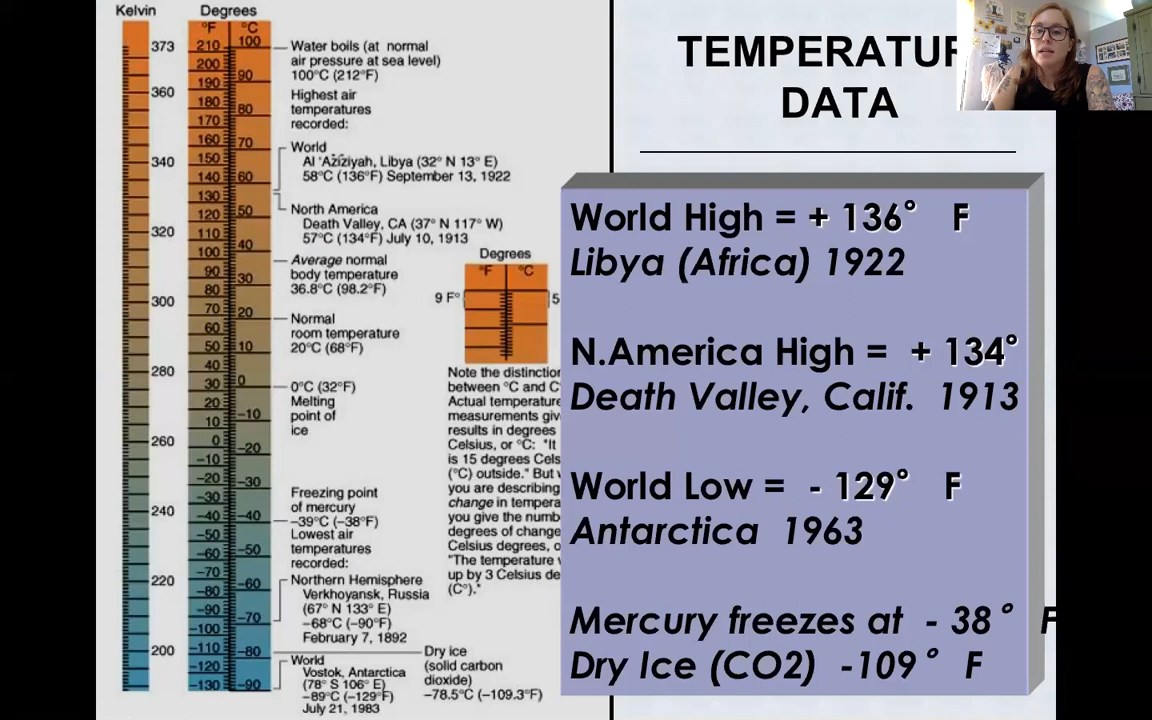 Kelvin
Degrees
°F °C
373
360
340
320
300
280
260
240
220
200
210
200
190
180
170
160
150
140
130
120
110
100
90
80
70
60
50
40
30
20
10
0
−10
−20
−30
−40
−50
−60
−70
−80
−90
−100
−110
−120
−130
100
90
80
70
60
50
40
30
20
10
0
−10
−20
−30
−40
−50
−60
−70
−80
−90
Water boils (at normal
air pressure at sea level)
100°C (212°F)
Highest air
temperatures
recorded:
World
Al 'Azīzīyah, Libya (32° N 13° E)
58°C (136°F) September 13, 1922
North America
Death Valley, CA (37° N 117° W)
57°C (134°F) July 10, 1913
Average normal
body temperature
36.8°C (98.2°F)
Normal
room temperature
20°C (68°F)
0°C (32°F)
Melting
point of
ice
Freezing point
of mercury
−39°C (−38°F)
Lowest air
temperatures
recorded:
Northern Hemisphere
Verkhoyansk, Russia
(67° N 133° E)
−68°C (−90°F)
February 7, 1892
World
Vostok, Antarctica
(78° S 106° E)
−89°C (−129°F)
July 21, 1983
Dry ice
(solid carbon
dioxide)
−78.5°C (−109.3°F)
Degrees
°F °C
9 F° 5
Note the distinction
between °C and C
Actual temperature
measurements giv
results in degrees
Celsius, or °C: "It
is 15 degrees Cels
(°C) outside." But
you are describing
change in tempera
you give the numb
degrees of change
Celsius degrees, o
"The temperature
up by 3 Celsius de
(C°)."
TEMPERATUR
DATA
World High = + 136° F
Libya (Africa) 1922
N.America High = + 134°
Death Valley, Calif. 1913
World Low = - 129° F
Antarctica 1963
Mercury freezes at - 38 ° F
Dry Ice (CO2) -109 ° F